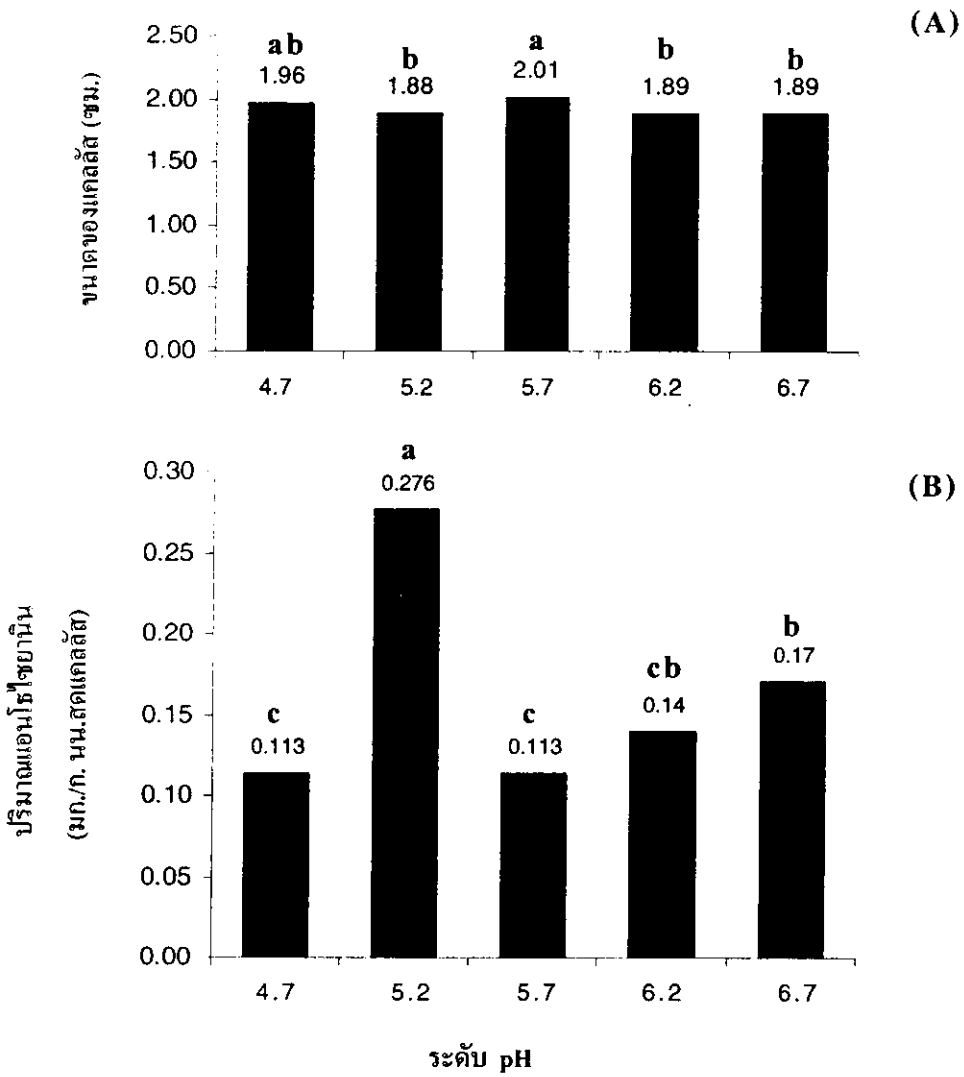 (A)
ขนาดของแคลลัส (ซม.)
2.50
2.00
1.50
1.00
0.50
0.00
ab
b
a
b
b
1.96
1.88
2.01
1.89
1.89
4.7
5.2
5.7
6.2
6.7
(B)
ปริมาณแอนโธไซยานิน
(มก./ก. นน.สดแคลลัส)
0.30
0.25
0.20
0.15
0.10
0.05
0.00
c
a
c
cb
b
0.113
0.276
0.113
0.14
0.17
4.7
5.2
5.7
6.2
6.7
ระดับ pH